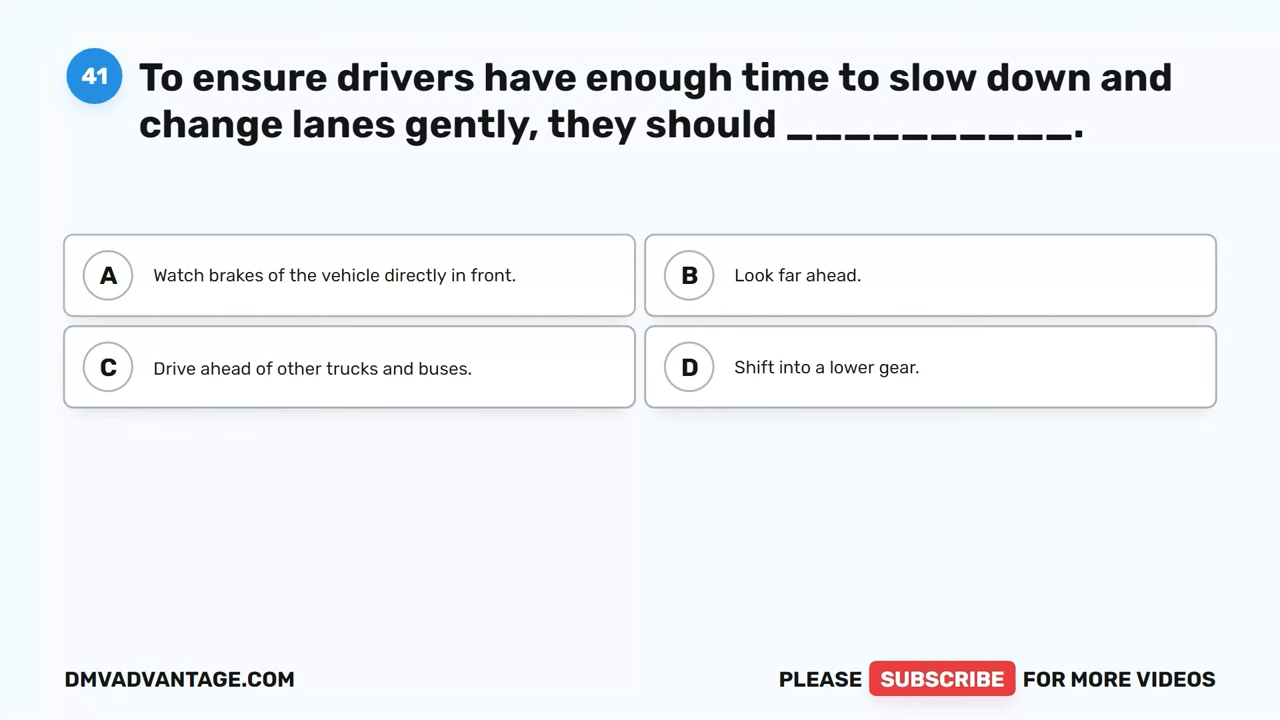 41
To ensure drivers have enough time to slow down and
change lanes gently, they should __________.
A Watch brakes of the vehicle directly in front.
B Look far ahead.
C Drive ahead of other trucks and buses.
D Shift into a lower gear.
DMVADVANTAGE.COM
PLEASE SUBSCRIBE FOR MORE VIDEOS